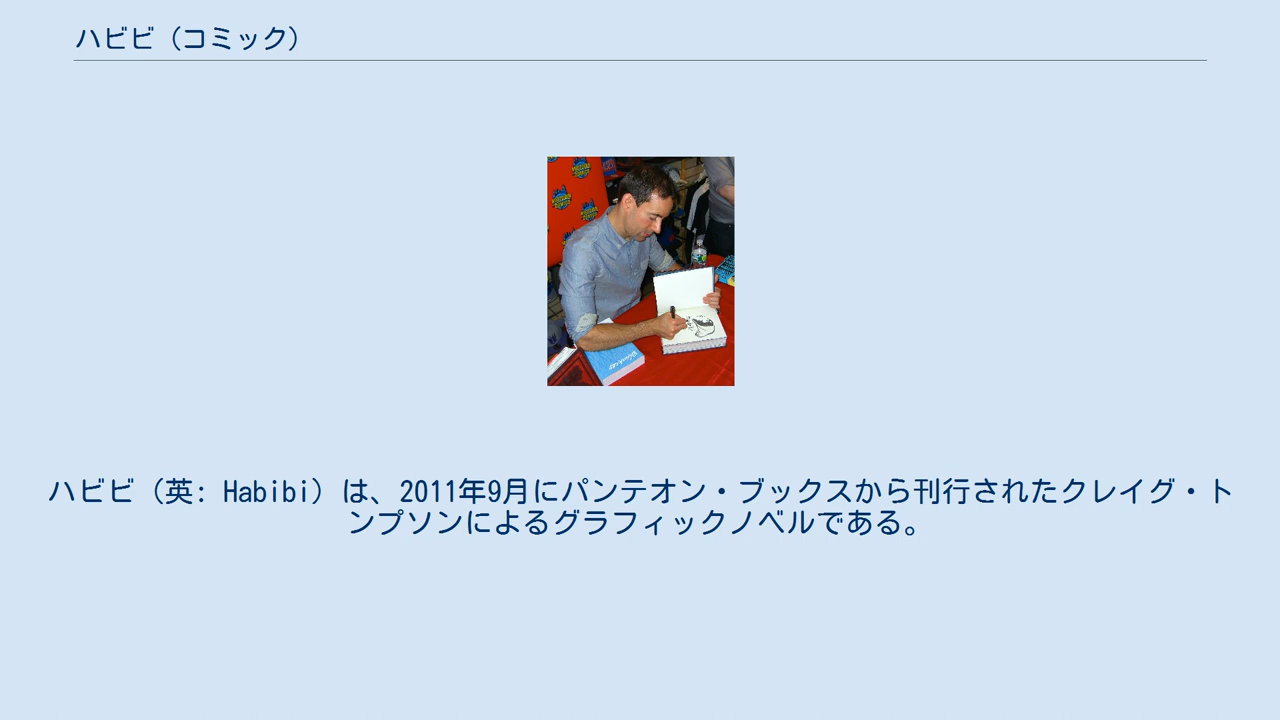 ハビビ（コミック）
ハビビ（英: Habibi）は、2011年9月にパンテオン・ブックスから刊行されたクレイグ・ト
ンプソンによるグラフィックノベルである。